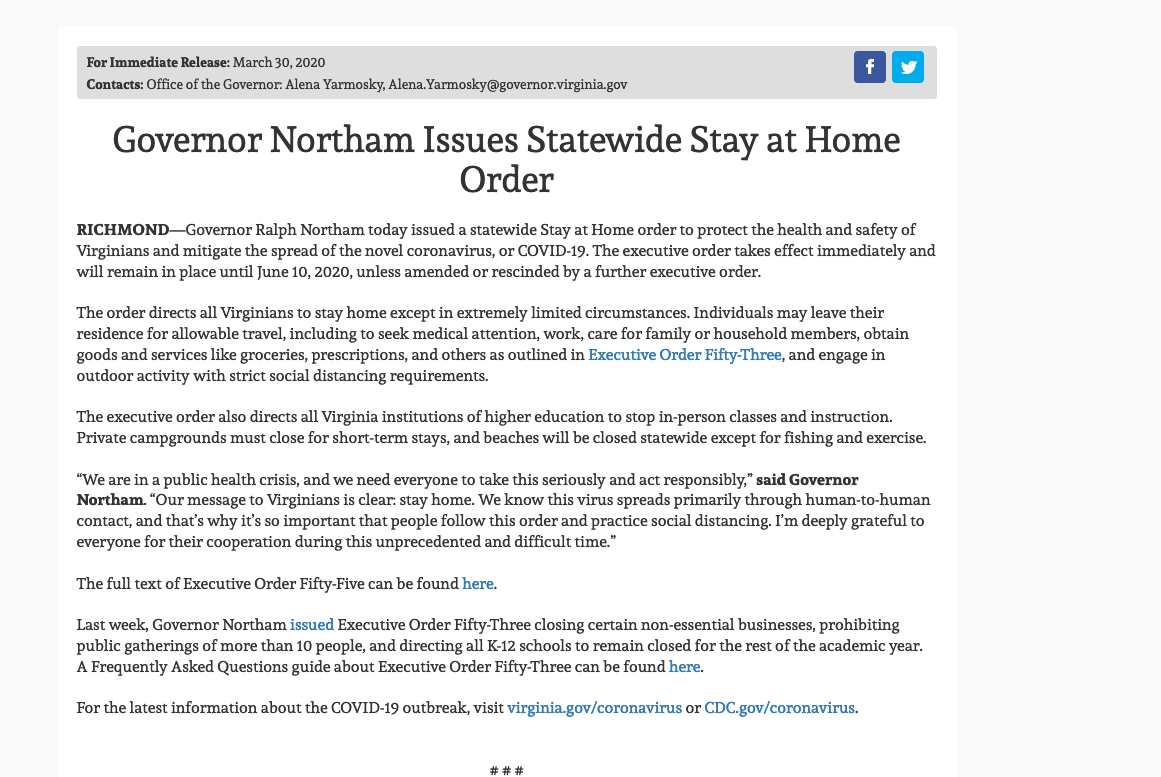 For Immediate Release: March 30, 2020
Contacts: Office of the Governor: Alena Yarmosky, Alena.Yarmosky@governor.virginia.gov
Governor Northam Issues Statewide Stay at Home
Order
RICHMOND—Governor Ralph Northam today issued a statewide Stay at Home order to protect the health and safety of
Virginians and mitigate the spread of the novel coronavirus, or COVID-19. The executive order takes effect immediately and
will remain in place until June 10, 2020, unless amended or rescinded by a further executive order.
The order directs all Virginians to stay home except in extremely limited circumstances. Individuals may leave their
residence for allowable travel, including to seek medical attention, work, care for family or household members, obtain
goods and services like groceries, prescriptions, and others as outlined in Executive Order Fifty-Three, and engage in
outdoor activity with strict social distancing requirements.
The executive order also directs all Virginia institutions of higher education to stop in-person classes and instruction.
Private campgrounds must close for short-term stays, and beaches will be closed statewide except for fishing and exercise.
“We are in a public health crisis, and we need everyone to take this seriously and act responsibly,” said Governor
Northam. “Our message to Virginians is clear: stay home. We know this virus spreads primarily through human-to-human
contact, and that’s why it’s so important that people follow this order and practice social distancing. I’m deeply grateful to
everyone for their cooperation during this unprecedented and difficult time.”
The full text of Executive Order Fifty-Five can be found here.
Last week, Governor Northam issued Executive Order Fifty-Three closing certain non-essential businesses, prohibiting
public gatherings of more than 10 people, and directing all K-12 schools to remain closed for the rest of the academic year.
A Frequently Asked Questions guide about Executive Order Fifty-Three can be found here.
For the latest information about the COVID-19 outbreak, visit virginia.gov/coronavirus or CDC.gov/coronavirus.
# # #